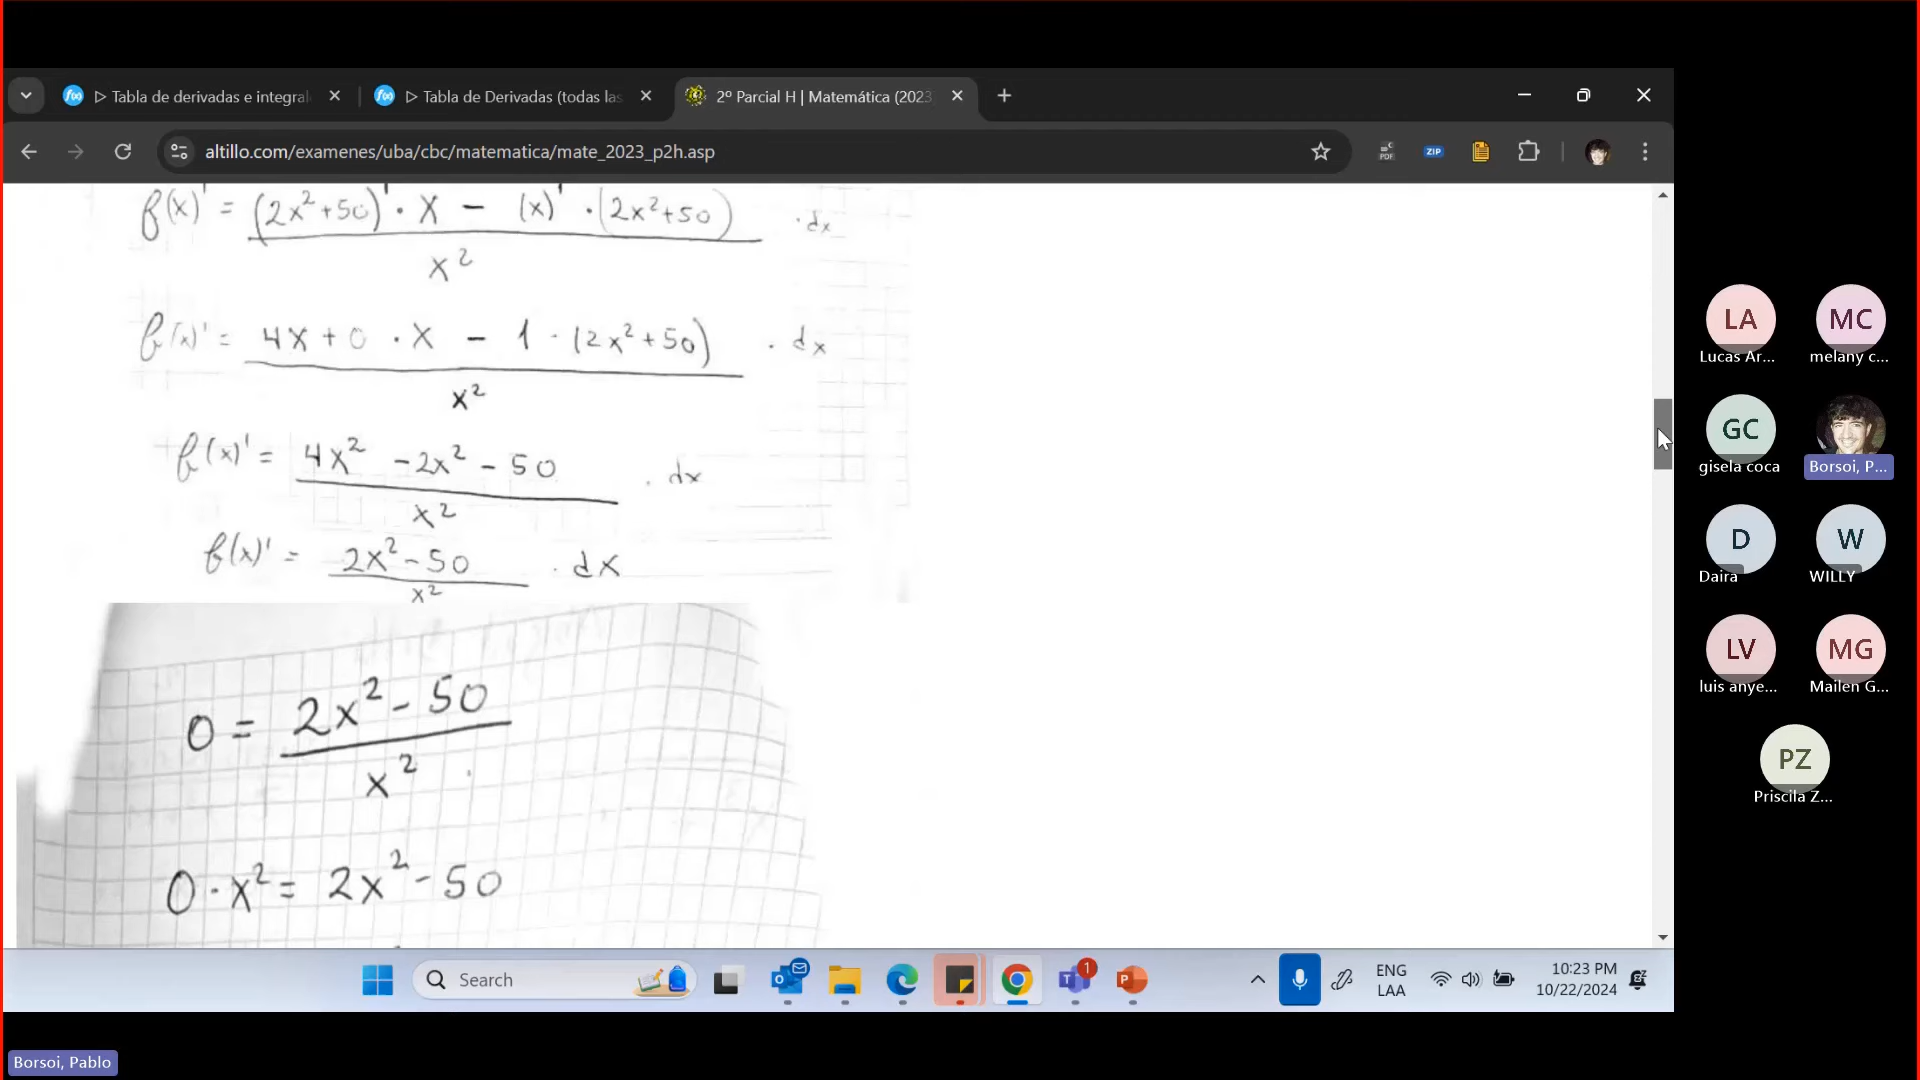 ▷ Tabla de derivadas e integral
▷ Tabla de Derivadas (todas las
2º Parcial H | Matemática (2023
altillo.com/examenes/uba/cbc/matematica/mate_2023_p2h.asp
PDF
ZIP
f(x)' = (2x²+50)' · x − (x)' · (2x²+50) / x² · dx
f(x)' = 4x + 0 · x − 1 · (2x²+50) / x² · dx
f(x)' = 4x² − 2x² − 50 / x² · dx
f(x)' = 2x² − 50 / x² · dx
0 = 2x² − 50 / x²
0 · x² = 2x² − 50
LA
MC
Lucas Ar...
melany c...
GC
gisela coca
Borsoi, P...
D
W
Daira
WILLY
LV
MG
luis anye...
Mailen G...
PZ
Priscila Z...
Search
1
ENG
LAA
10:23 PM
10/22/2024
Borsoi, Pablo